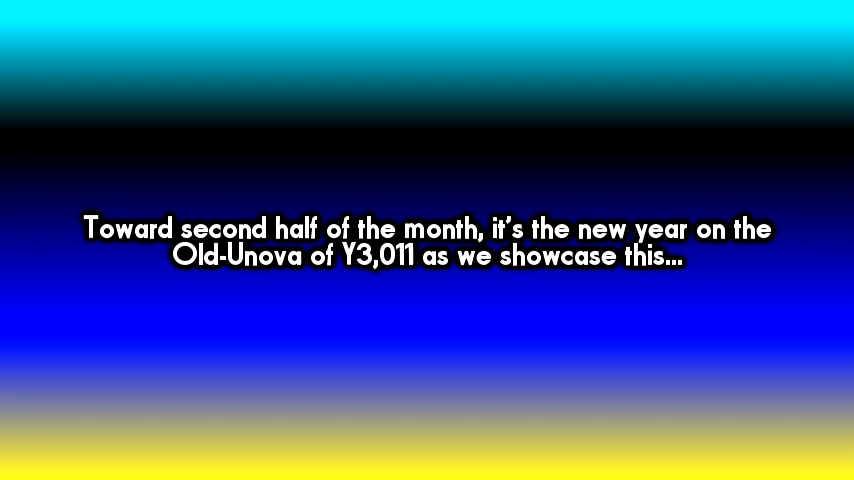 Toward second half of the month, it's the new year on the
Old-Unova of Y3,011 as we showcase this...